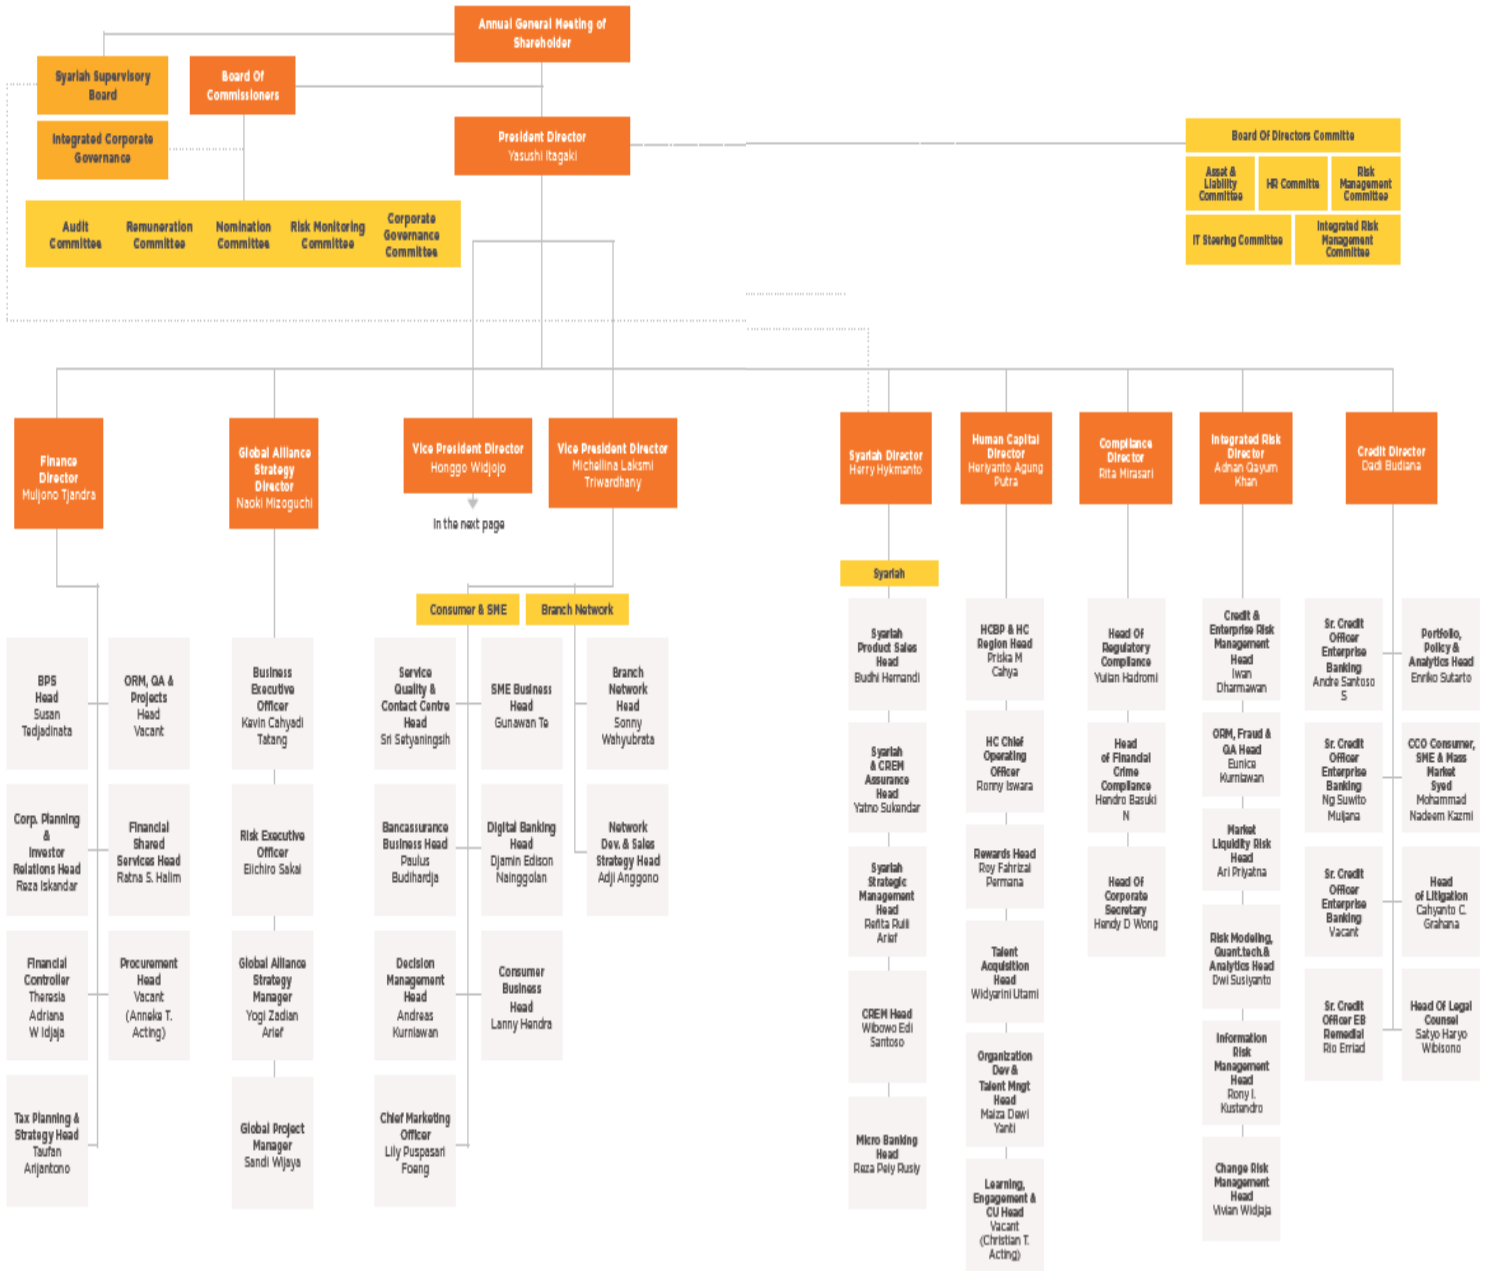 Annual General Meeting of
Shareholder
Syariah Supervisory
Board
Board Of
Commissioners
Integrated Corporate
Governance
President Director
Yasushi Itagaki
Board Of Directors Committe
Asset &
Liability
Committee
HR Committe
Risk
Management
Committee
IT Steering Committee
Integrated Risk
Management
Committee
Audit
Committee
Remuneration
Committee
Nomination
Committee
Risk Monitoring
Committee
Corporate
Governance
Committee
Finance
Director
Muljono Tjandra
Global Alliance
Strategy
Director
Naoki Mizoguchi
Vice President Director
Honggo Widjojo
In the next page
Vice President Director
Michellina Laksmi
Triwardhany
Syariah Director
Herry Hykmanto
Human Capital
Director
Heriyanto Agung
Putra
Compliance
Director
Rita Mirasari
Integrated Risk
Director
Adnan Qayum
Khan
Credit Director
Dadi Budiana
Consumer & SME
Branch Network
Syariah
BPS
Head
Susan
Tedjadinata
ORM, QA &
Projects
Head
Vacant
Corp. Planning
&
Investor
Relations Head
Reza Iskandar
Financial
Shared
Services Head
Ratna S. Halim
Financial
Controller
Theresia
Adriana
W Idjaja
Procurement
Head
Vacant
(Anneke T.
Acting)
Tax Planning &
Strategy Head
Taufan
Arijantono
Business
Executive
Officer
Kevin Cahyadi
Tatang
Risk Executive
Officer
Eiichiro Sakai
Global Alliance
Strategy
Manager
Yogi Zadian
Arief
Global Project
Manager
Sandi Wijaya
Service
Quality &
Contact Centre
Head
Sri Setyaningsih
SME Business
Head
Gunawan Te
Branch
Network
Head
Sonny
Wahyubrata
Bancassurance
Business Head
Paulus
Budihardja
Digital Banking
Head
Djamin Edison
Nainggolan
Network
Dev. & Sales
Strategy Head
Adji Anggono
Decision
Management
Head
Andreas
Kurniawan
Consumer
Business
Head
Lanny Hendra
Chief Marketing
Officer
Lily Puspasari
Foeng
Syariah
Product Sales
Head
Budhi Hernandi
Syariah
& CREM
Assurance
Head
Yatno Sukendar
Syariah
Strategic
Management
Head
Refita Rulli
Arief
CREM Head
Wibowo Edi
Santoso
Micro Banking
Head
Reza Pely Rusly
HCBP & HC
Region Head
Priska M
Cahya
HC Chief
Operating
Officer
Ronny Iswara
Rewards Head
Roy Fahrizal
Permana
Talent
Acquisition
Head
Widyarini Utami
Organization
Dev &
Talent Mngt
Head
Maiza Dewi
Yanti
Learning,
Engagement &
CU Head
Vacant
(Christian T.
Acting)
Head Of
Regulatory
Compliance
Yulian Hadromi
Head
of Financial
Crime
Compliance
Hendro Basuki
N
Head Of
Corporate
Secretary
Hendy D Wong
Credit &
Enterprise Risk
Management
Head
Iwan
Dharmawan
ORM, Fraud &
QA Head
Eunice
Kurniawan
Market
Liquidity Risk
Head
Ari Priyatna
Risk Modeling,
Quant.tech.&
Analytics Head
Dwi Susiyanto
Information
Risk
Management
Head
Rony I.
Kustendro
Change Risk
Management
Head
Vivian Widjaja
Sr. Credit
Officer
Enterprise
Banking
Andre Santoso
S
Portfolio,
Policy &
Analytics Head
Enriko Sutarto
Sr. Credit
Officer
Enterprise
Banking
Ng Suwito
Muljana
CCO Consumer,
SME & Mass
Market
Syed
Mohammad
Nadeem Kazmi
Sr. Credit
Officer
Enterprise
Banking
Vacant
Head
of Litigation
Cahyanto C.
Grahana
Sr. Credit
Officer EB
Remedial
Rio Erriad
Head Of Legal
Counsel
Satyo Haryo
Wibisono